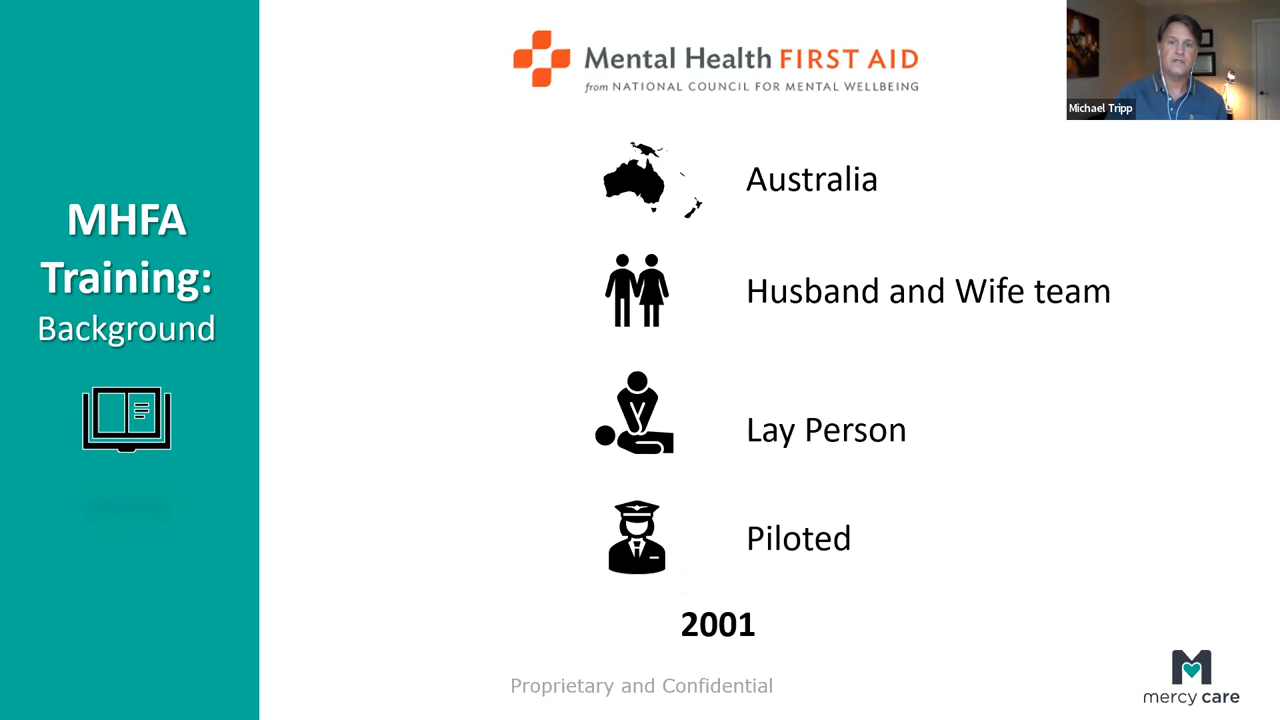 Mental Health FIRST AID
from NATIONAL COUNCIL FOR MENTAL WELLBEING
Michael Tripp
MHFA
Training:
Background
Australia
Husband and Wife team
Lay Person
Piloted
2001
Proprietary and Confidential
mercy care